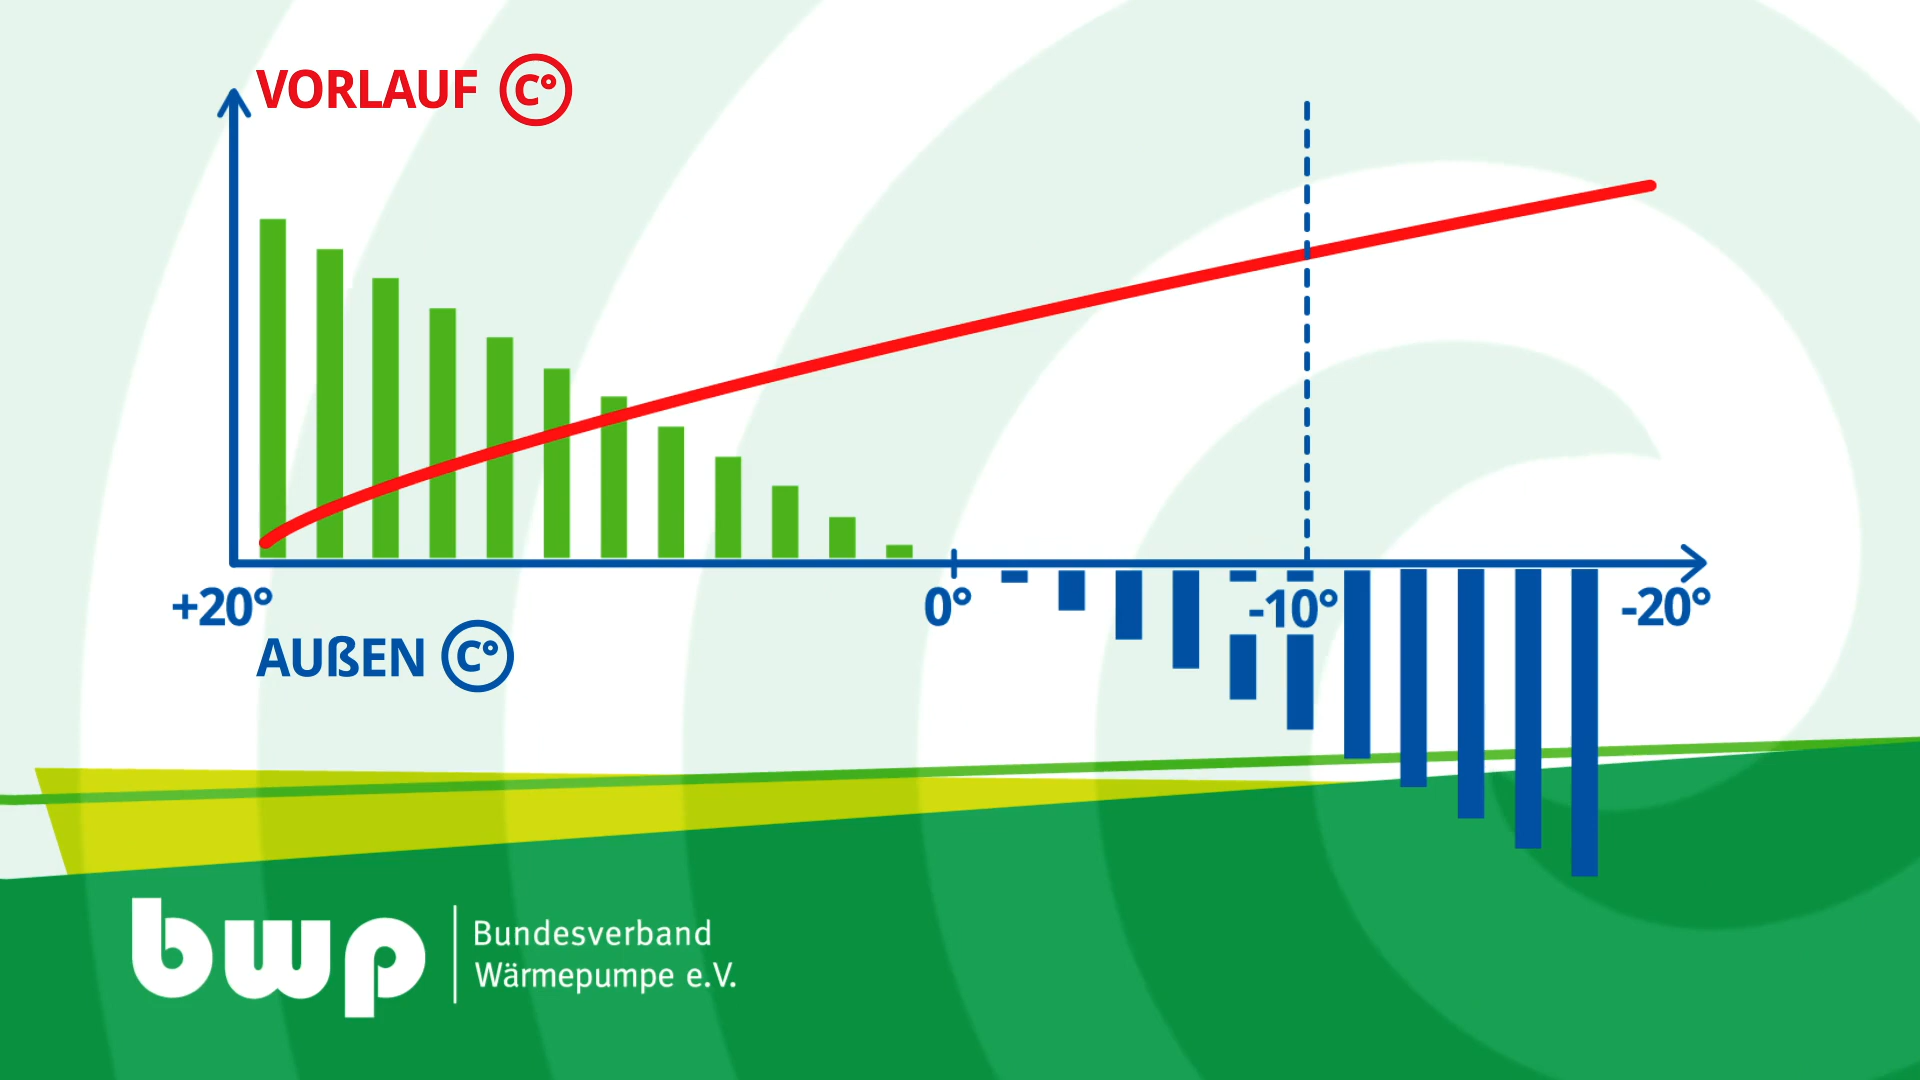 VORLAUF C°
+20°
0°
-10°
-20°
AUßEN C°
bwp
Bundesverband
Wärmepumpe e.V.